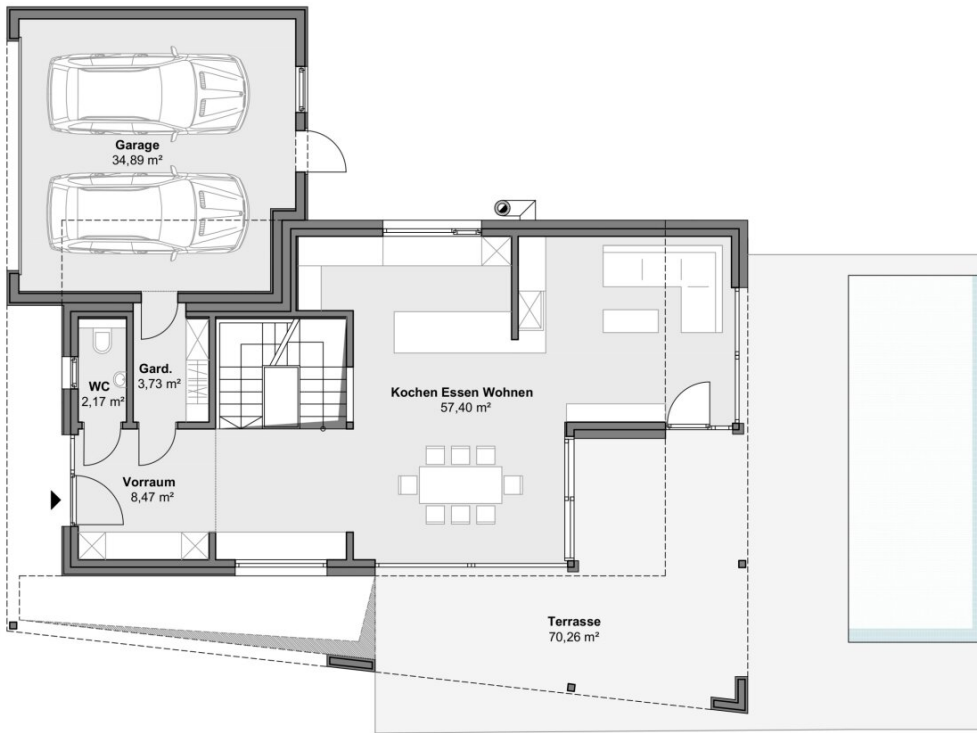 Garage
34,89 m²
Gard.
3,73 m²
WC
2,17 m²
Kochen Essen Wohnen
57,40 m²
Vorraum
8,47 m²
Terrasse
70,26 m²